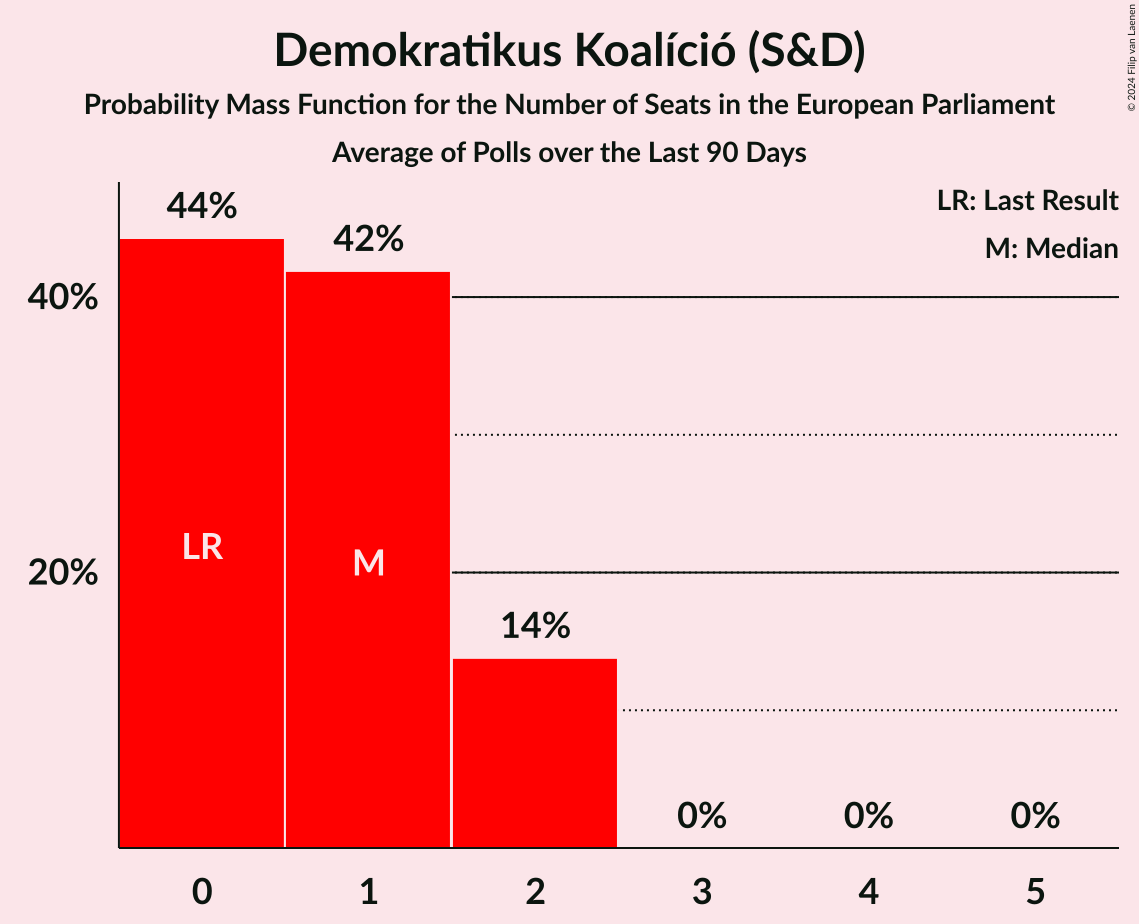 Demokratikus Koalíció (S&D)
Probability Mass Function for the Number of Seats in the European Parliament
Average of Polls over the Last 90 Days
© 2024 Filip van Laenen
LR: Last Result
M: Median
44%
42%
40%
LR
M
20%
14%
0%
0%
0%
0
1
2
3
4
5